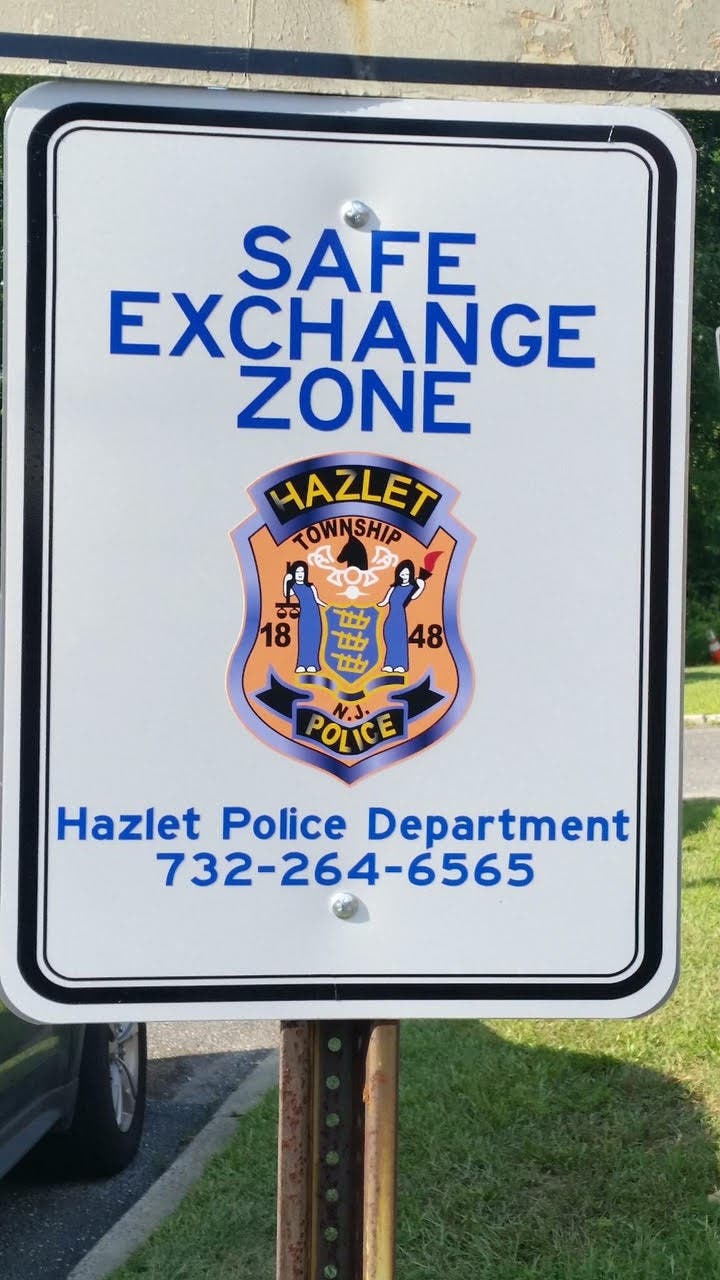 SAFE
EXCHANGE
ZONE
HAZLET
TOWNSHIP
18 48
N.J.
POLICE
Hazlet Police Department
732-264-6565